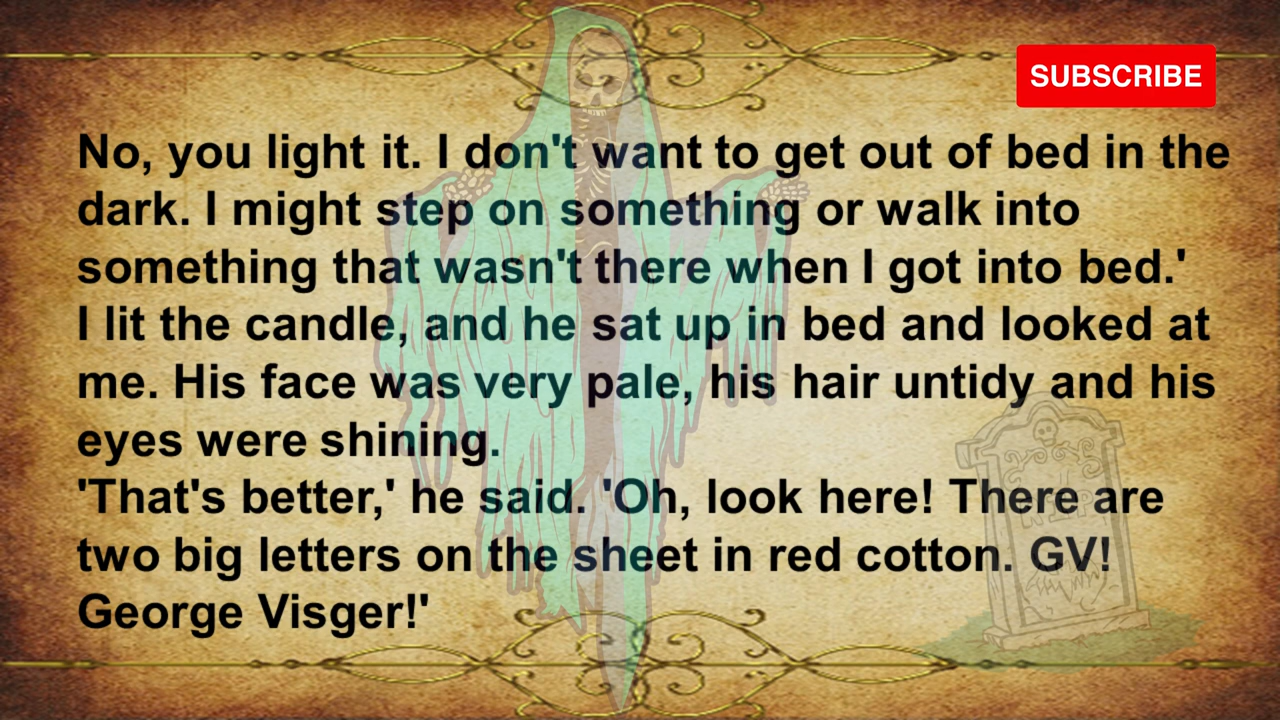 SUBSCRIBE
No, you light it. I don't want to get out of bed in the
dark. I might step on something or walk into
something that wasn't there when I got into bed.'
I lit the candle, and he sat up in bed and looked at
me. His face was very pale, his hair untidy and his
eyes were shining.
'That's better,' he said. 'Oh, look here! There are
two big letters on the sheet in red cotton. GV!
George Visger!'
RIP